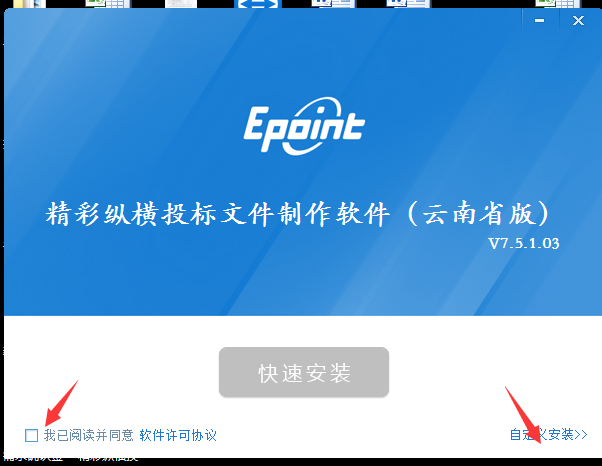 Epoint
精彩纵横投标文件制作软件（云南省版）
V7.5.1.03
快速安装
我已阅读并同意 软件许可协议
自定义安装>>